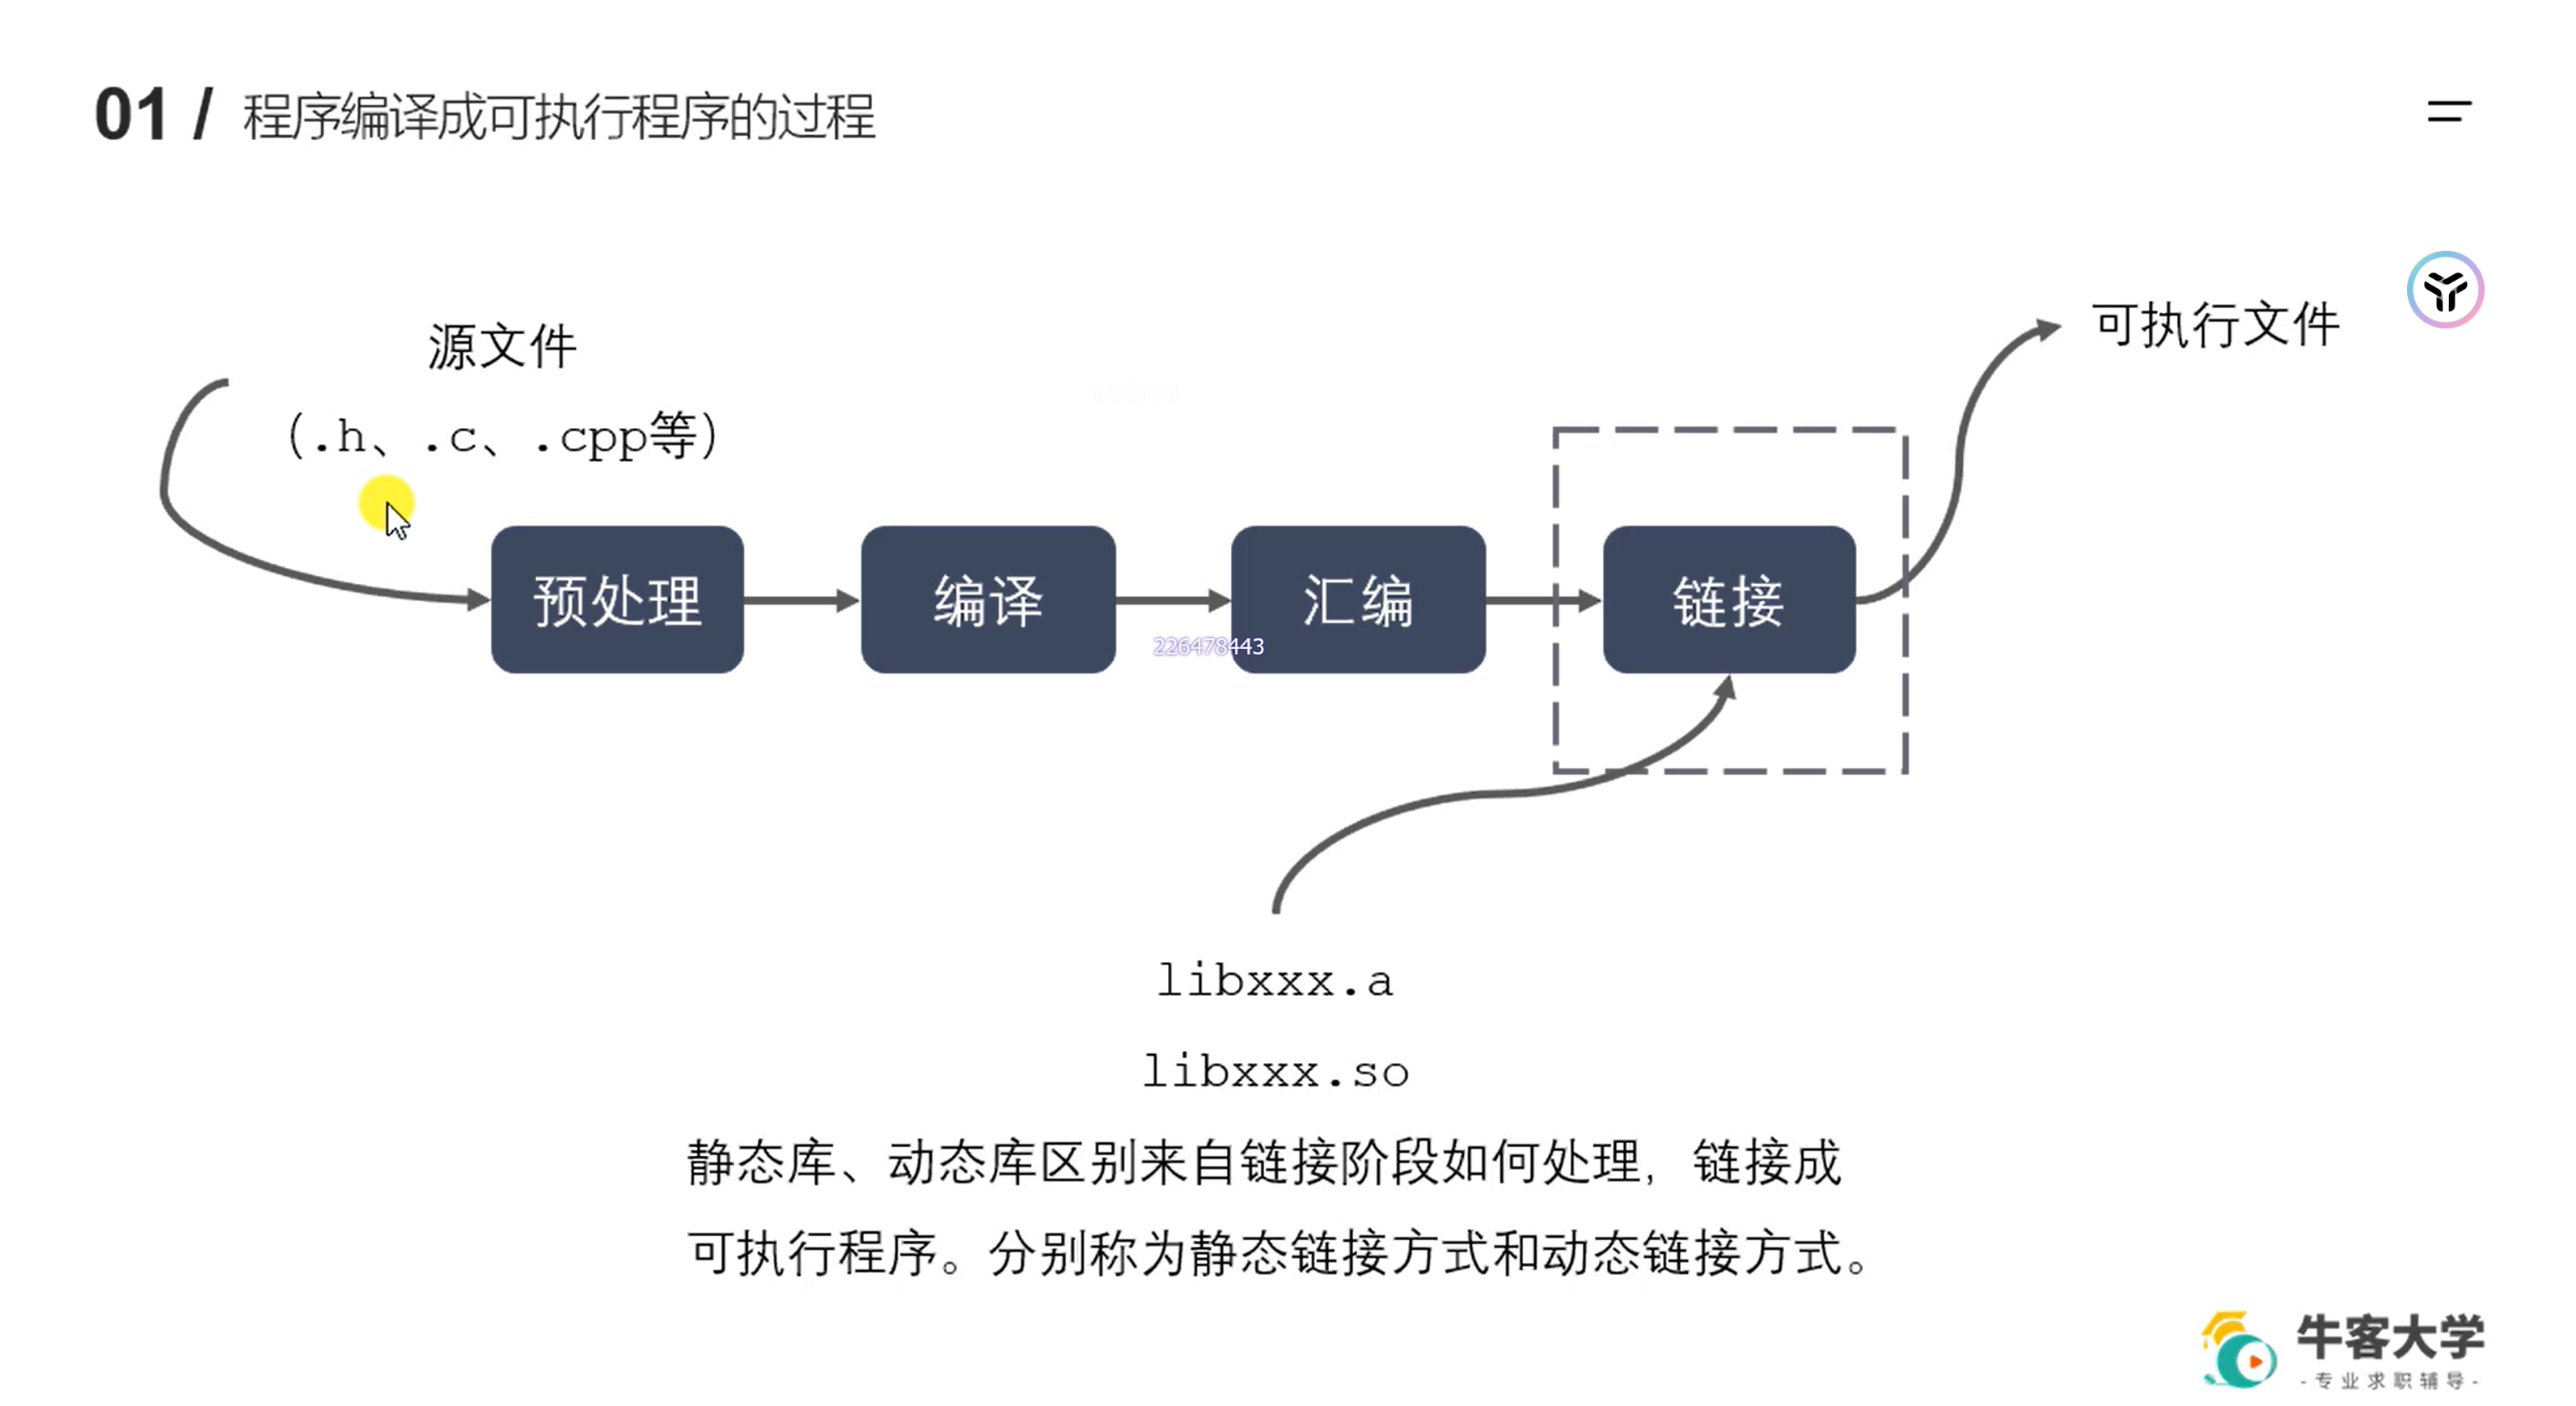 01 / 程序编译成可执行程序的过程
源文件
(.h、.c、.cpp等)
可执行文件
预处理
编译
汇编
链接
226478443
libxxx.a
libxxx.so
静态库、动态库区别来自链接阶段如何处理，链接成
可执行程序。分别称为静态链接方式和动态链接方式。
牛客大学
-专业求职辅导-